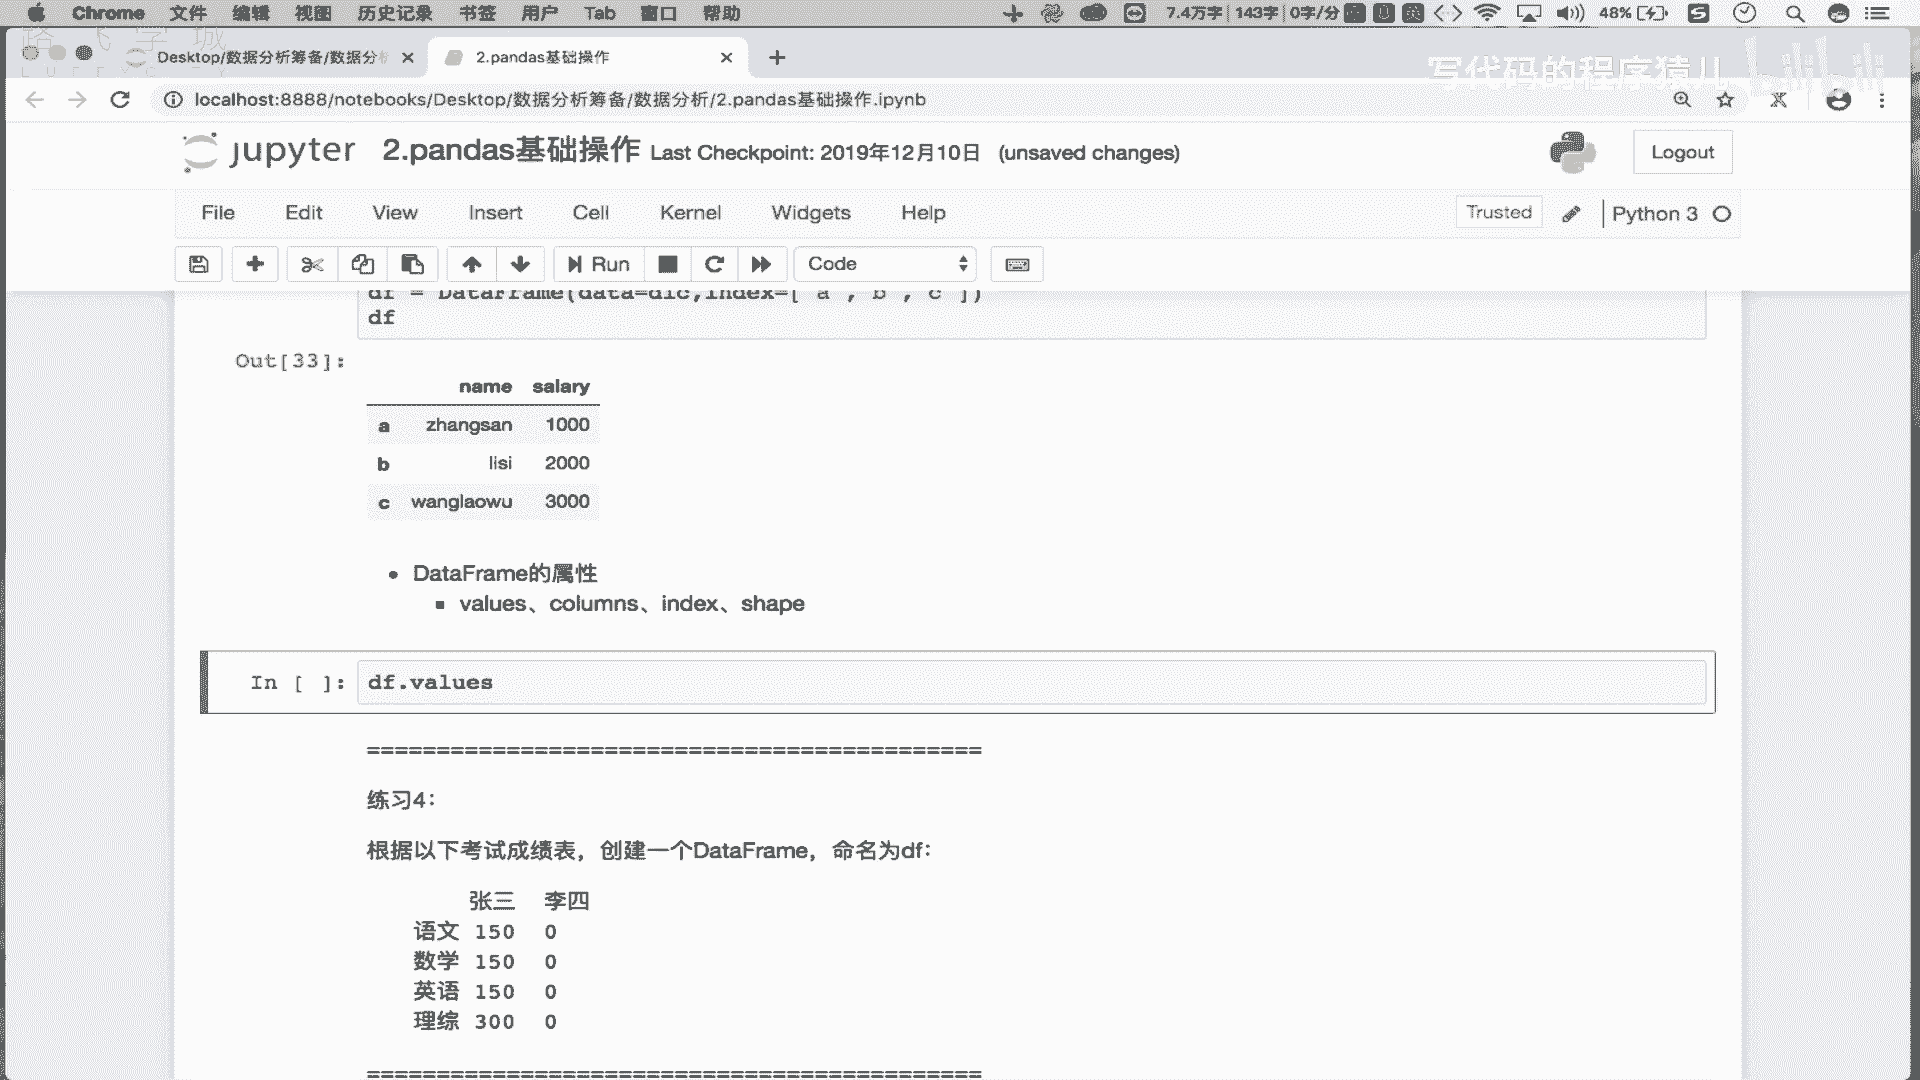 Chrome 文件 编辑 视图 历史记录 书签 用户 Tab 窗口 帮助 7.4万字 143字 0字/分 48%
Desktop/数据分析筹备/数据分析 2.pandas基础操作
写代码的程序猿儿 bilibili
localhost:8888/notebooks/Desktop/数据分析筹备/数据分析/2.pandas基础操作.ipynb
jupyter 2.pandas基础操作 Last Checkpoint: 2019年12月10日 (unsaved changes) Logout
File Edit View Insert Cell Kernel Widgets Help Trusted Python 3
Run Code
df = DataFrame(data=dic,index=['a','b','c'])
df
Out[33]:
name salary
a zhangsan 1000
b lisi 2000
c wanglaowu 3000
DataFrame的属性
values、columns、index、shape
In [ ]: df.values
============================================
练习4：
根据以下考试成绩表，创建一个DataFrame，命名为df：
张三 李四
语文 150 0
数学 150 0
英语 150 0
理综 300 0
============================================